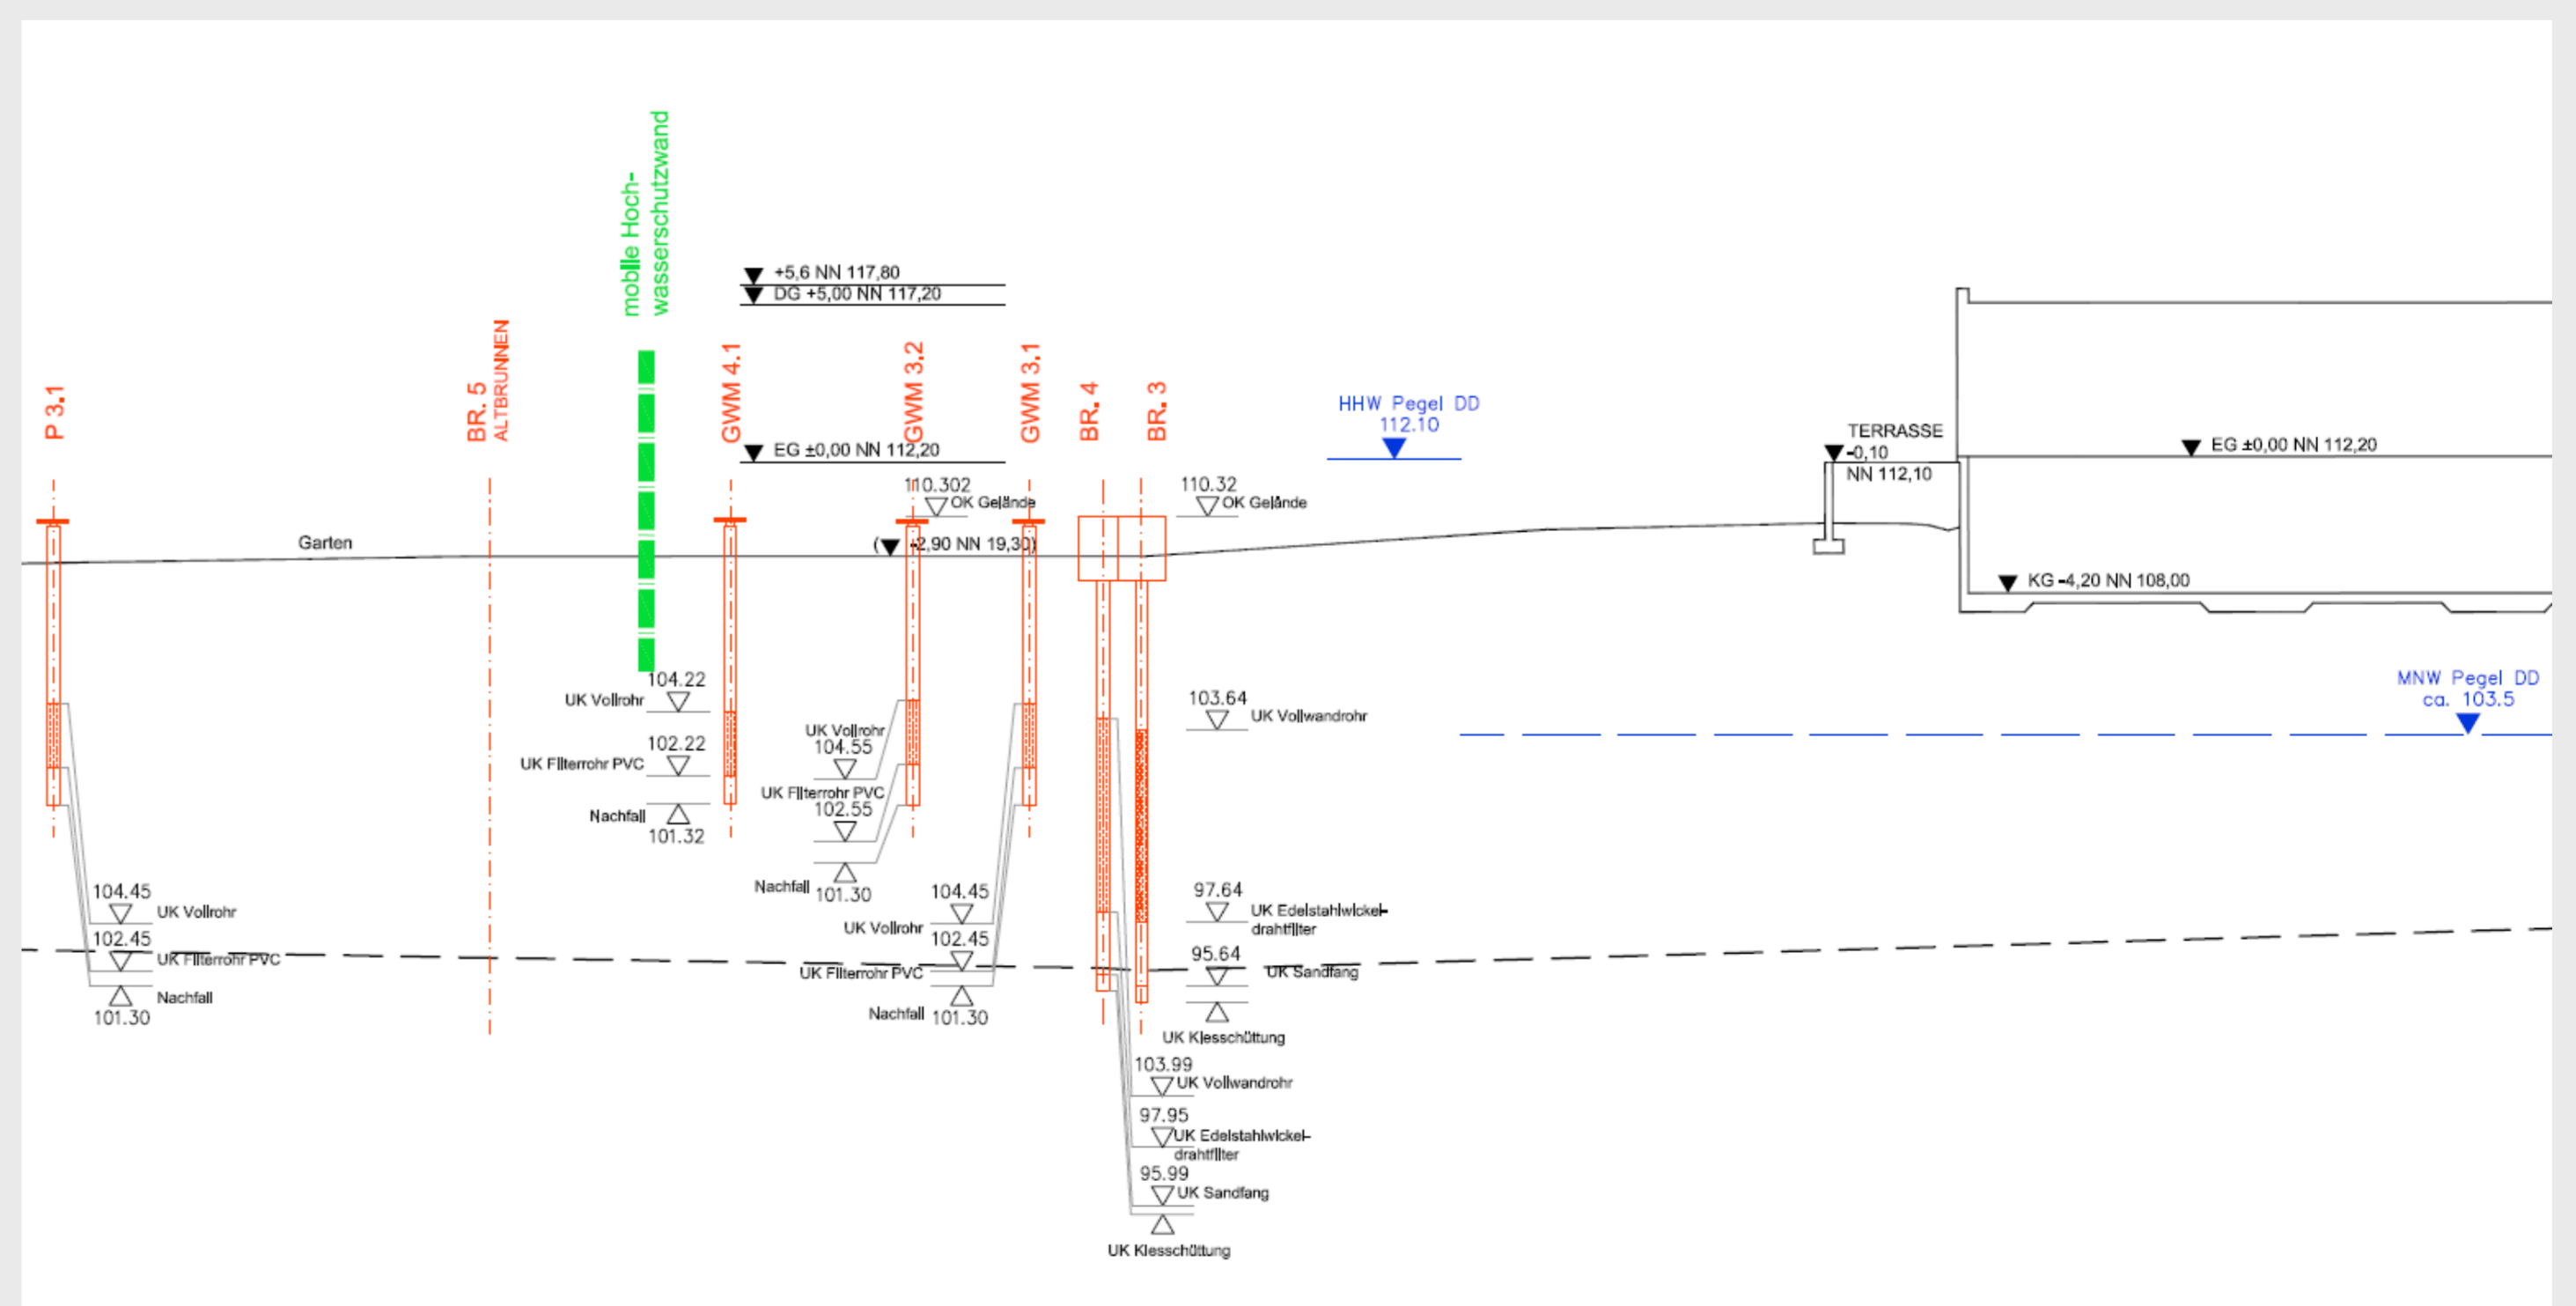 mobile Hoch-
wasserschutzwand
+5,6 NN 117,80
DG +5,00 NN 117,20
P 3.1
BR. 5
ALTBRUNNEN
GWM 4.1
GWM 3.2
GWM 3.1
BR. 4
BR. 3
HHW Pegel DD
112.10
EG ±0,00 NN 112,20
TERRASSE
-0,10
NN 112,10
EG ±0,00 NN 112,20
110.302
OK Gelände
110.32
OK Gelände
Garten
(-2,90 NN 19,30)
KG -4,20 NN 108,00
104.22
UK Vollrohr
102.22
UK Filterrohr PVC
Nachfall
101.32
UK Vollrohr
104.55
UK Filterrohr PVC
102.55
Nachfall
101.30
103.64
UK Vollwandrohr
MNW Pegel DD
ca. 103.5
104.45
UK Vollrohr
102.45
UK Filterrohr PVC
Nachfall
101.30
104.45
UK Vollrohr
102.45
UK Filterrohr PVC
Nachfall
101.30
97.64
UK Edelstahlwickel-
drahtfilter
95.64
UK Sandfang
UK Kiesschüttung
103.99
UK Vollwandrohr
97.95
UK Edelstahlwickel-
drahtfilter
95.99
UK Sandfang
UK Kiesschüttung